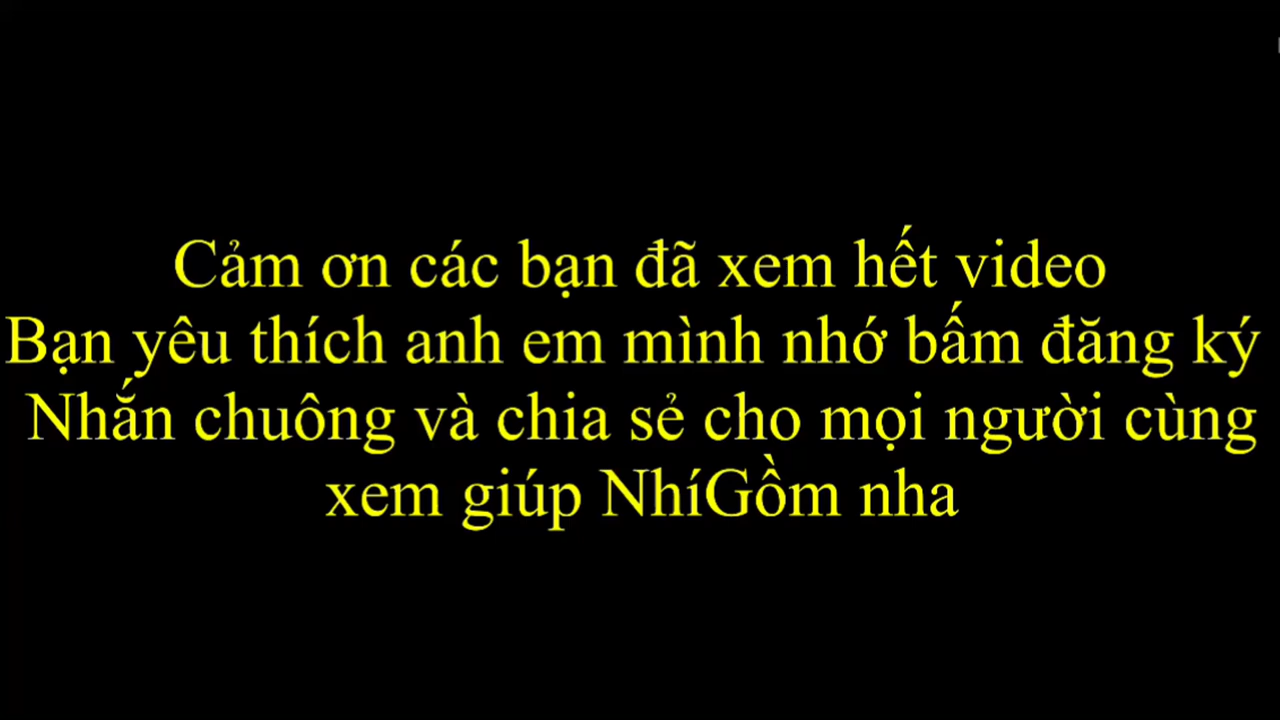 Cảm ơn các bạn đã xem hết video
Bạn yêu thích anh em mình nhớ bấm đăng ký
Nhắn chuông và chia sẻ cho mọi người cùng
xem giúp NhíGồm nha